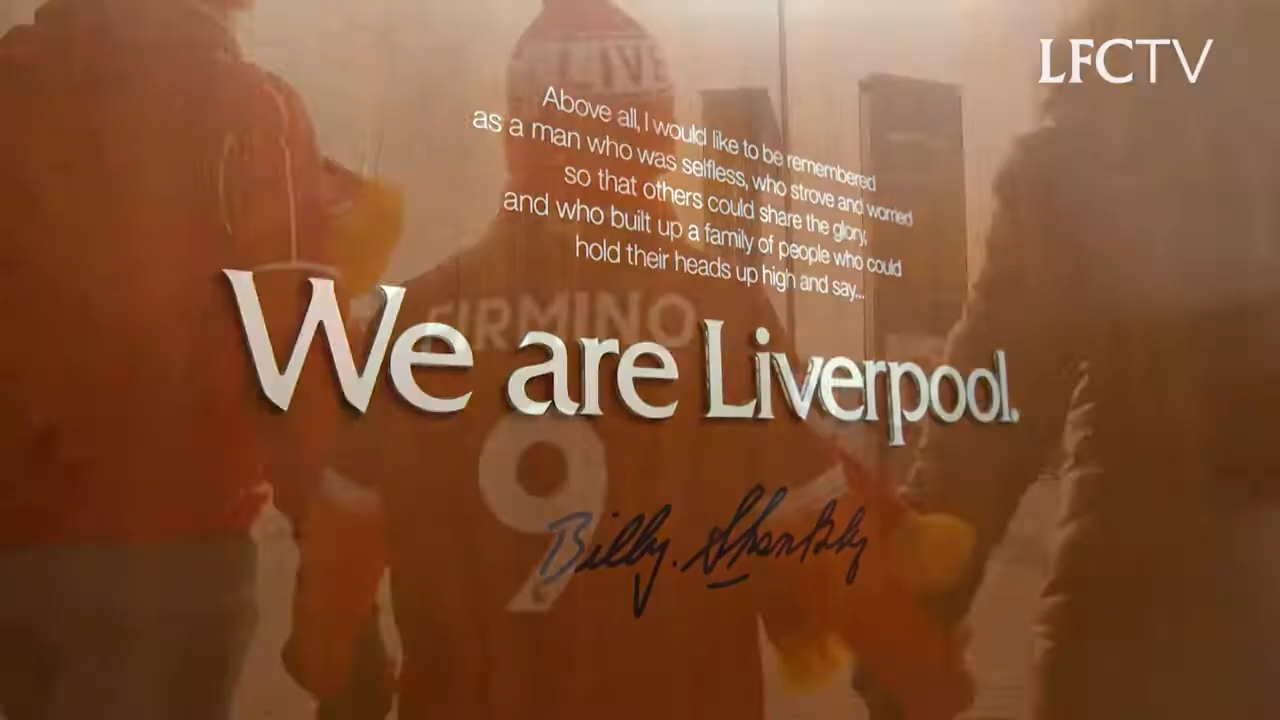 LFCTV
LIVE
Above all, I would like to be remembered
as a man who was selfless, who strove and worried
so that others could share the glory,
and who built up a family of people who could
hold their heads up high and say...
FIRMINO
We are Liverpool.
9
Billy. Shankly